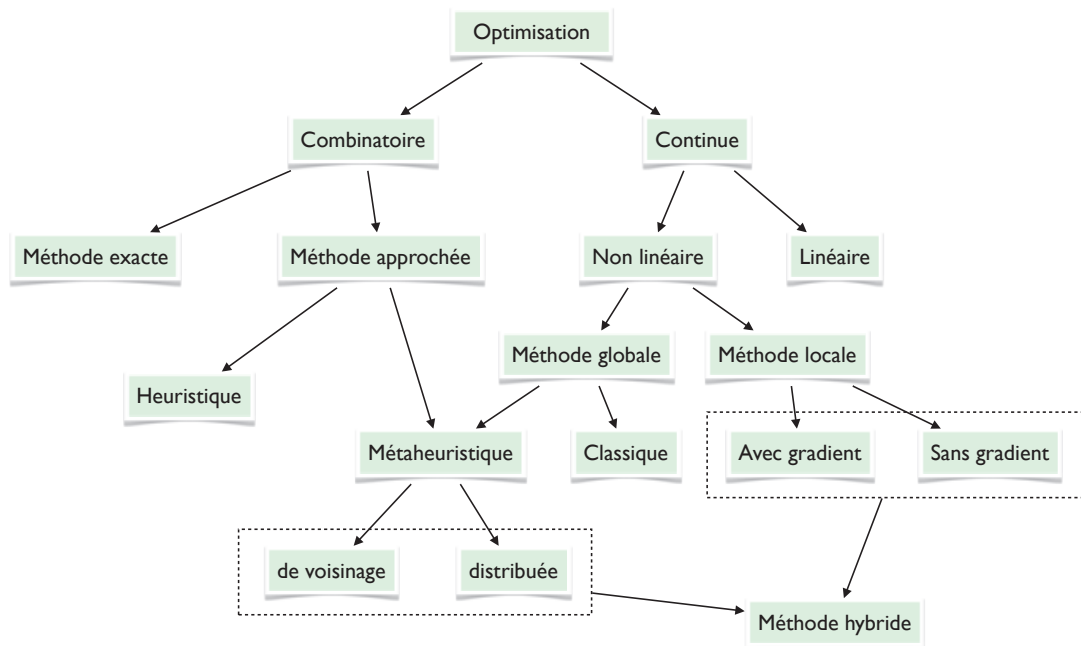 Optimisation
Combinatoire
Continue
Méthode exacte
Méthode approchée
Non linéaire
Linéaire
Méthode globale
Méthode locale
Heuristique
Métaheuristique
Classique
Avec gradient
Sans gradient
de voisinage
distribuée
Méthode hybride